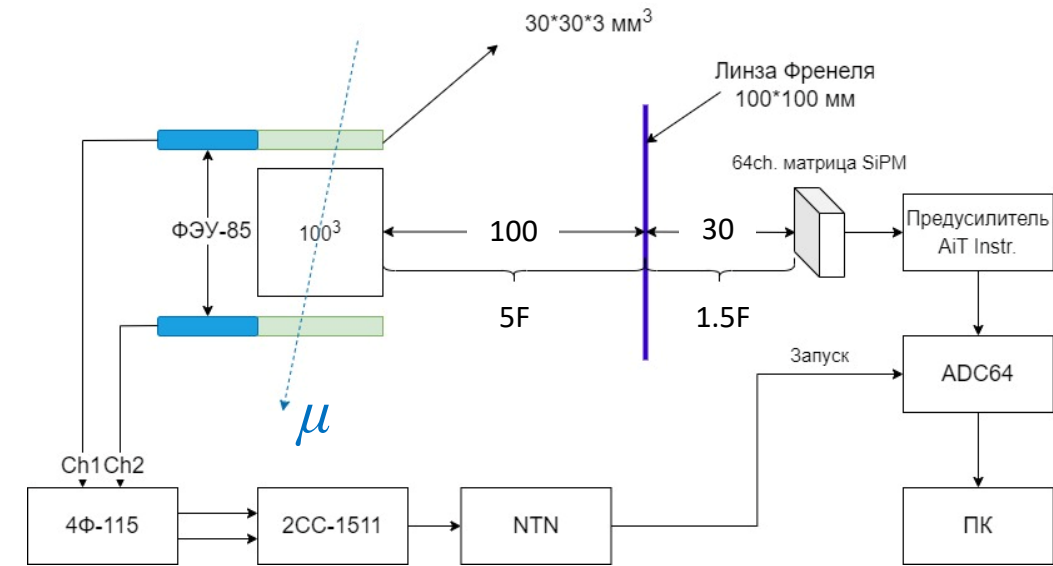 30*30*3 мм³
Линза Френеля
100*100 мм
64ch. матрица SiPM
ФЭУ-85
100³
100
30
Предусилитель
AiT Instr.
5F
1.5F
Запуск
ADC64
μ
Ch1
Ch2
4Ф-115
2СС-1511
NTN
ПК